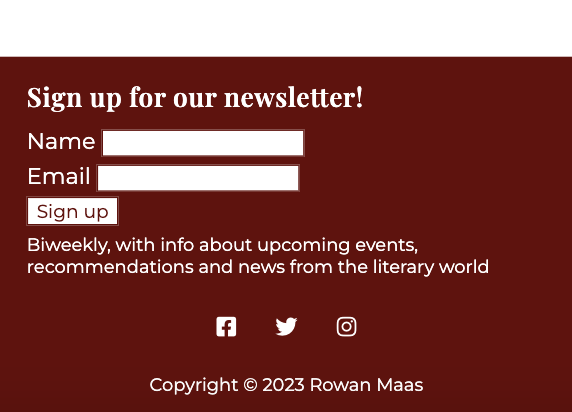 Sign up for our newsletter!
Name
Email
Sign up
Biweekly, with info about upcoming events,
recommendations and news from the literary world
Copyright © 2023 Rowan Maas